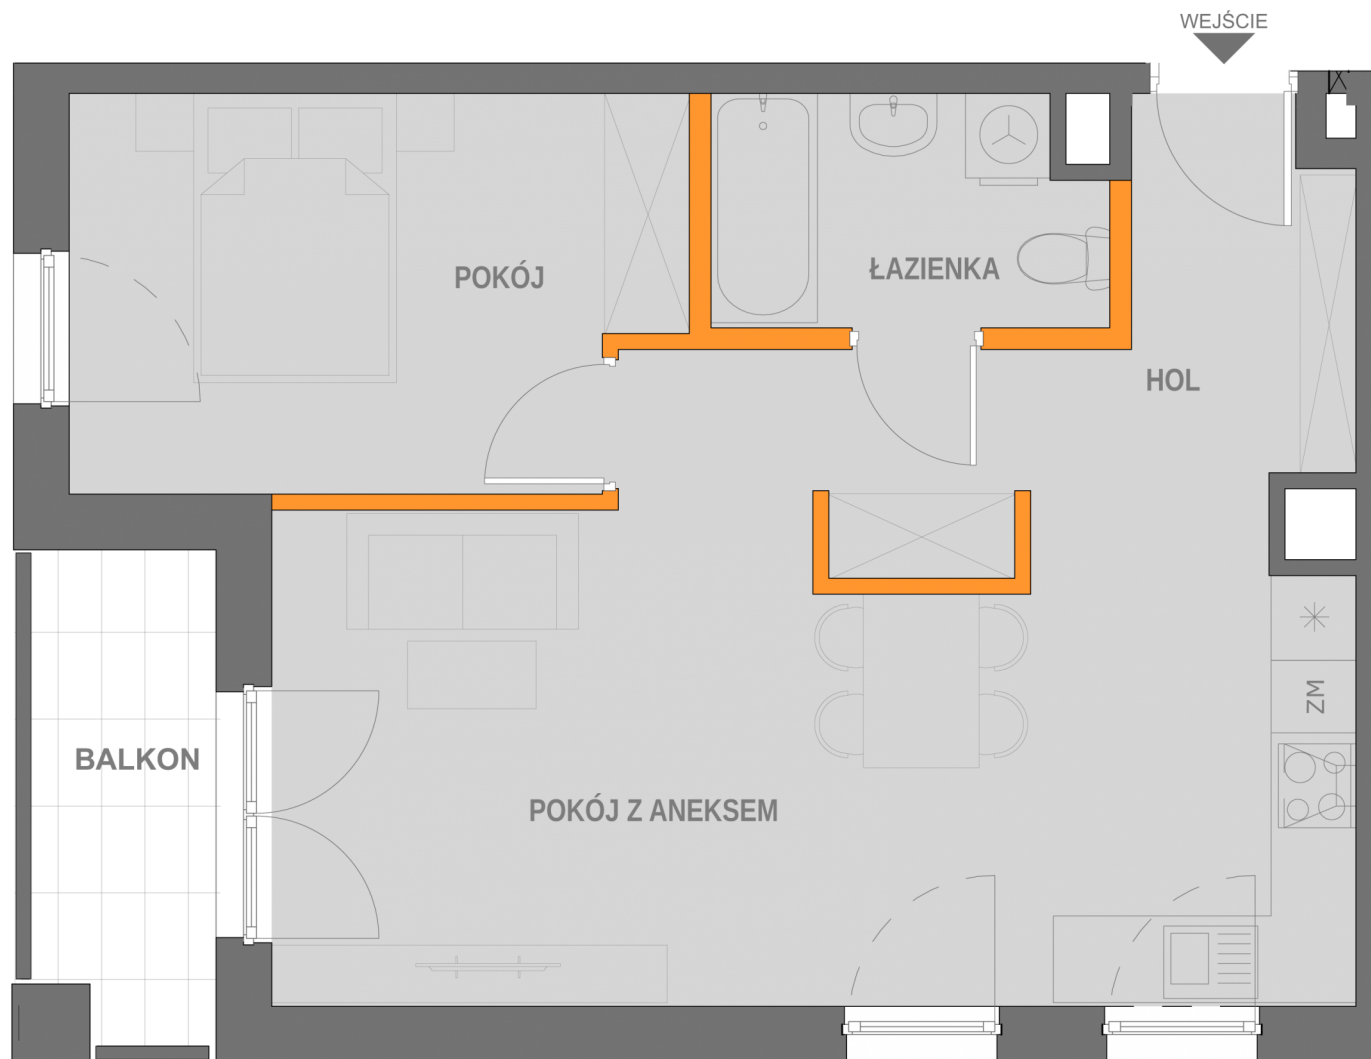 WEJŚCIE
POKÓJ
ŁAZIENKA
HOL
ZM
BALKON
POKÓJ Z ANEKSEM